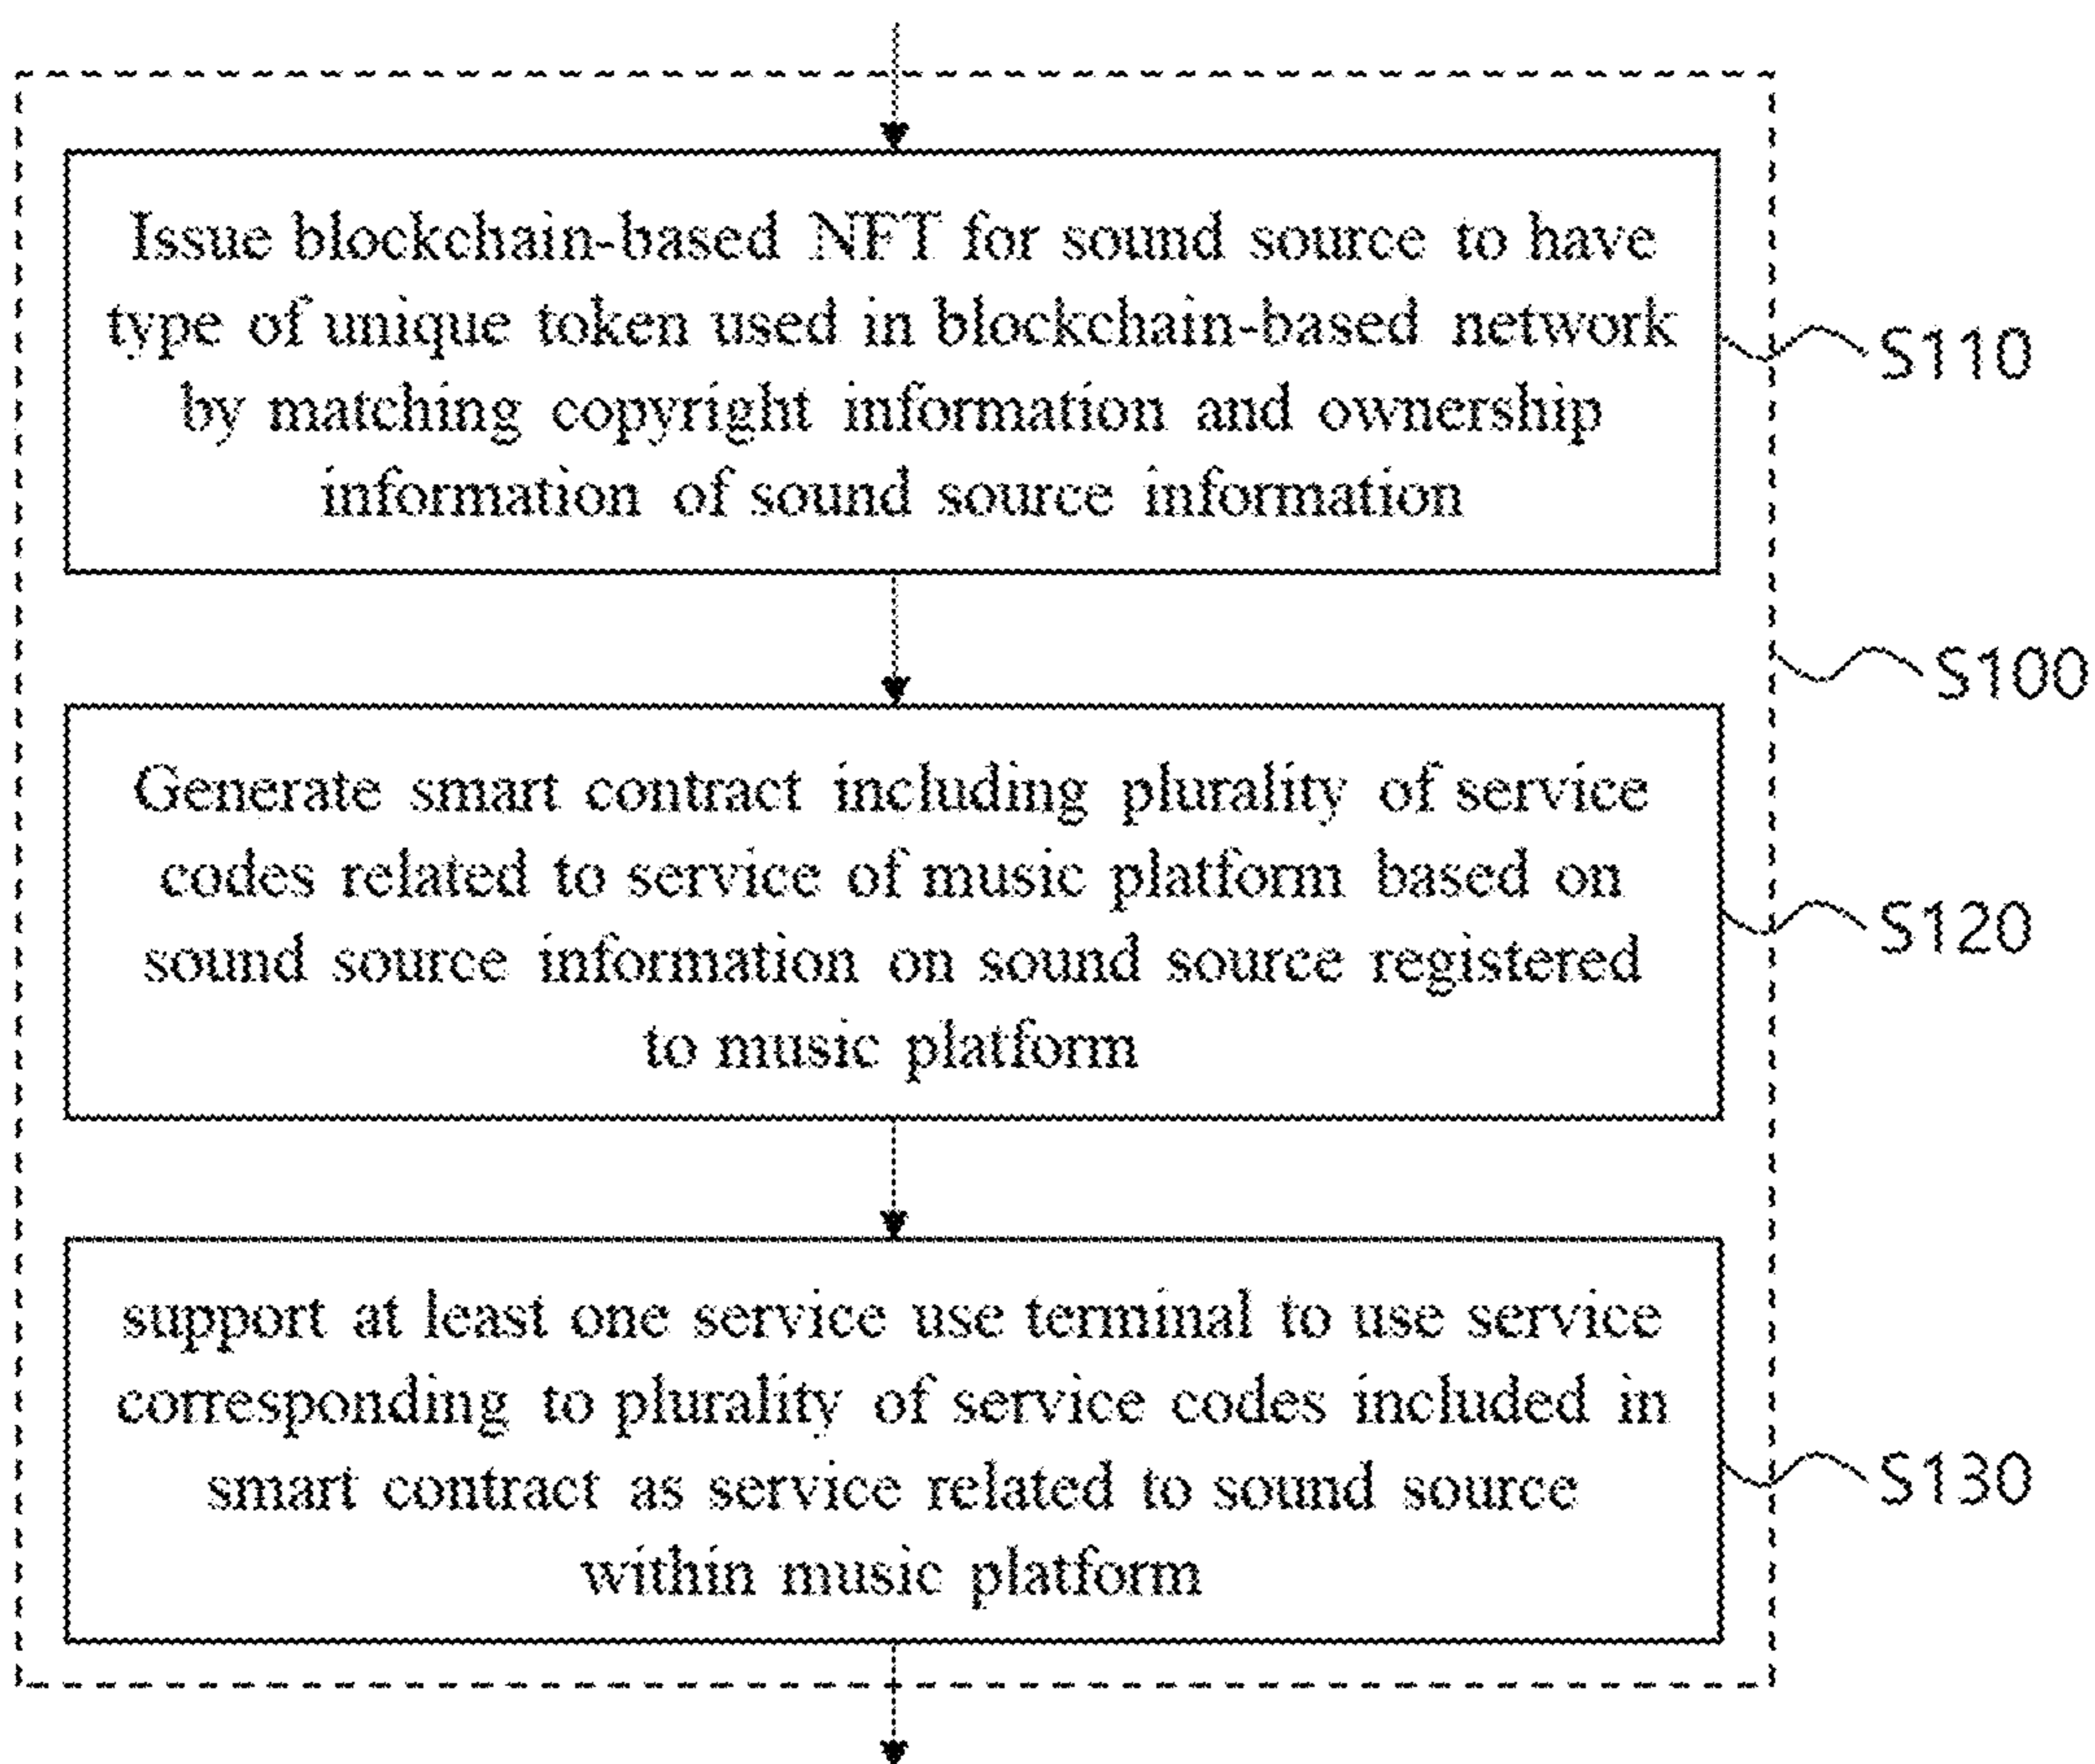 Issue blockchain-based NFT for sound source to have
type of unique token used in blockchain-based network
by matching copyright information and ownership
information of sound source information
S110
S100
Generate smart contract including plurality of service
codes related to service of music platform based on
sound source information on sound source registered
to music platform
S120
support at least one service use terminal to use service
corresponding to plurality of service codes included in
smart contract as service related to sound source
within music platform
S130